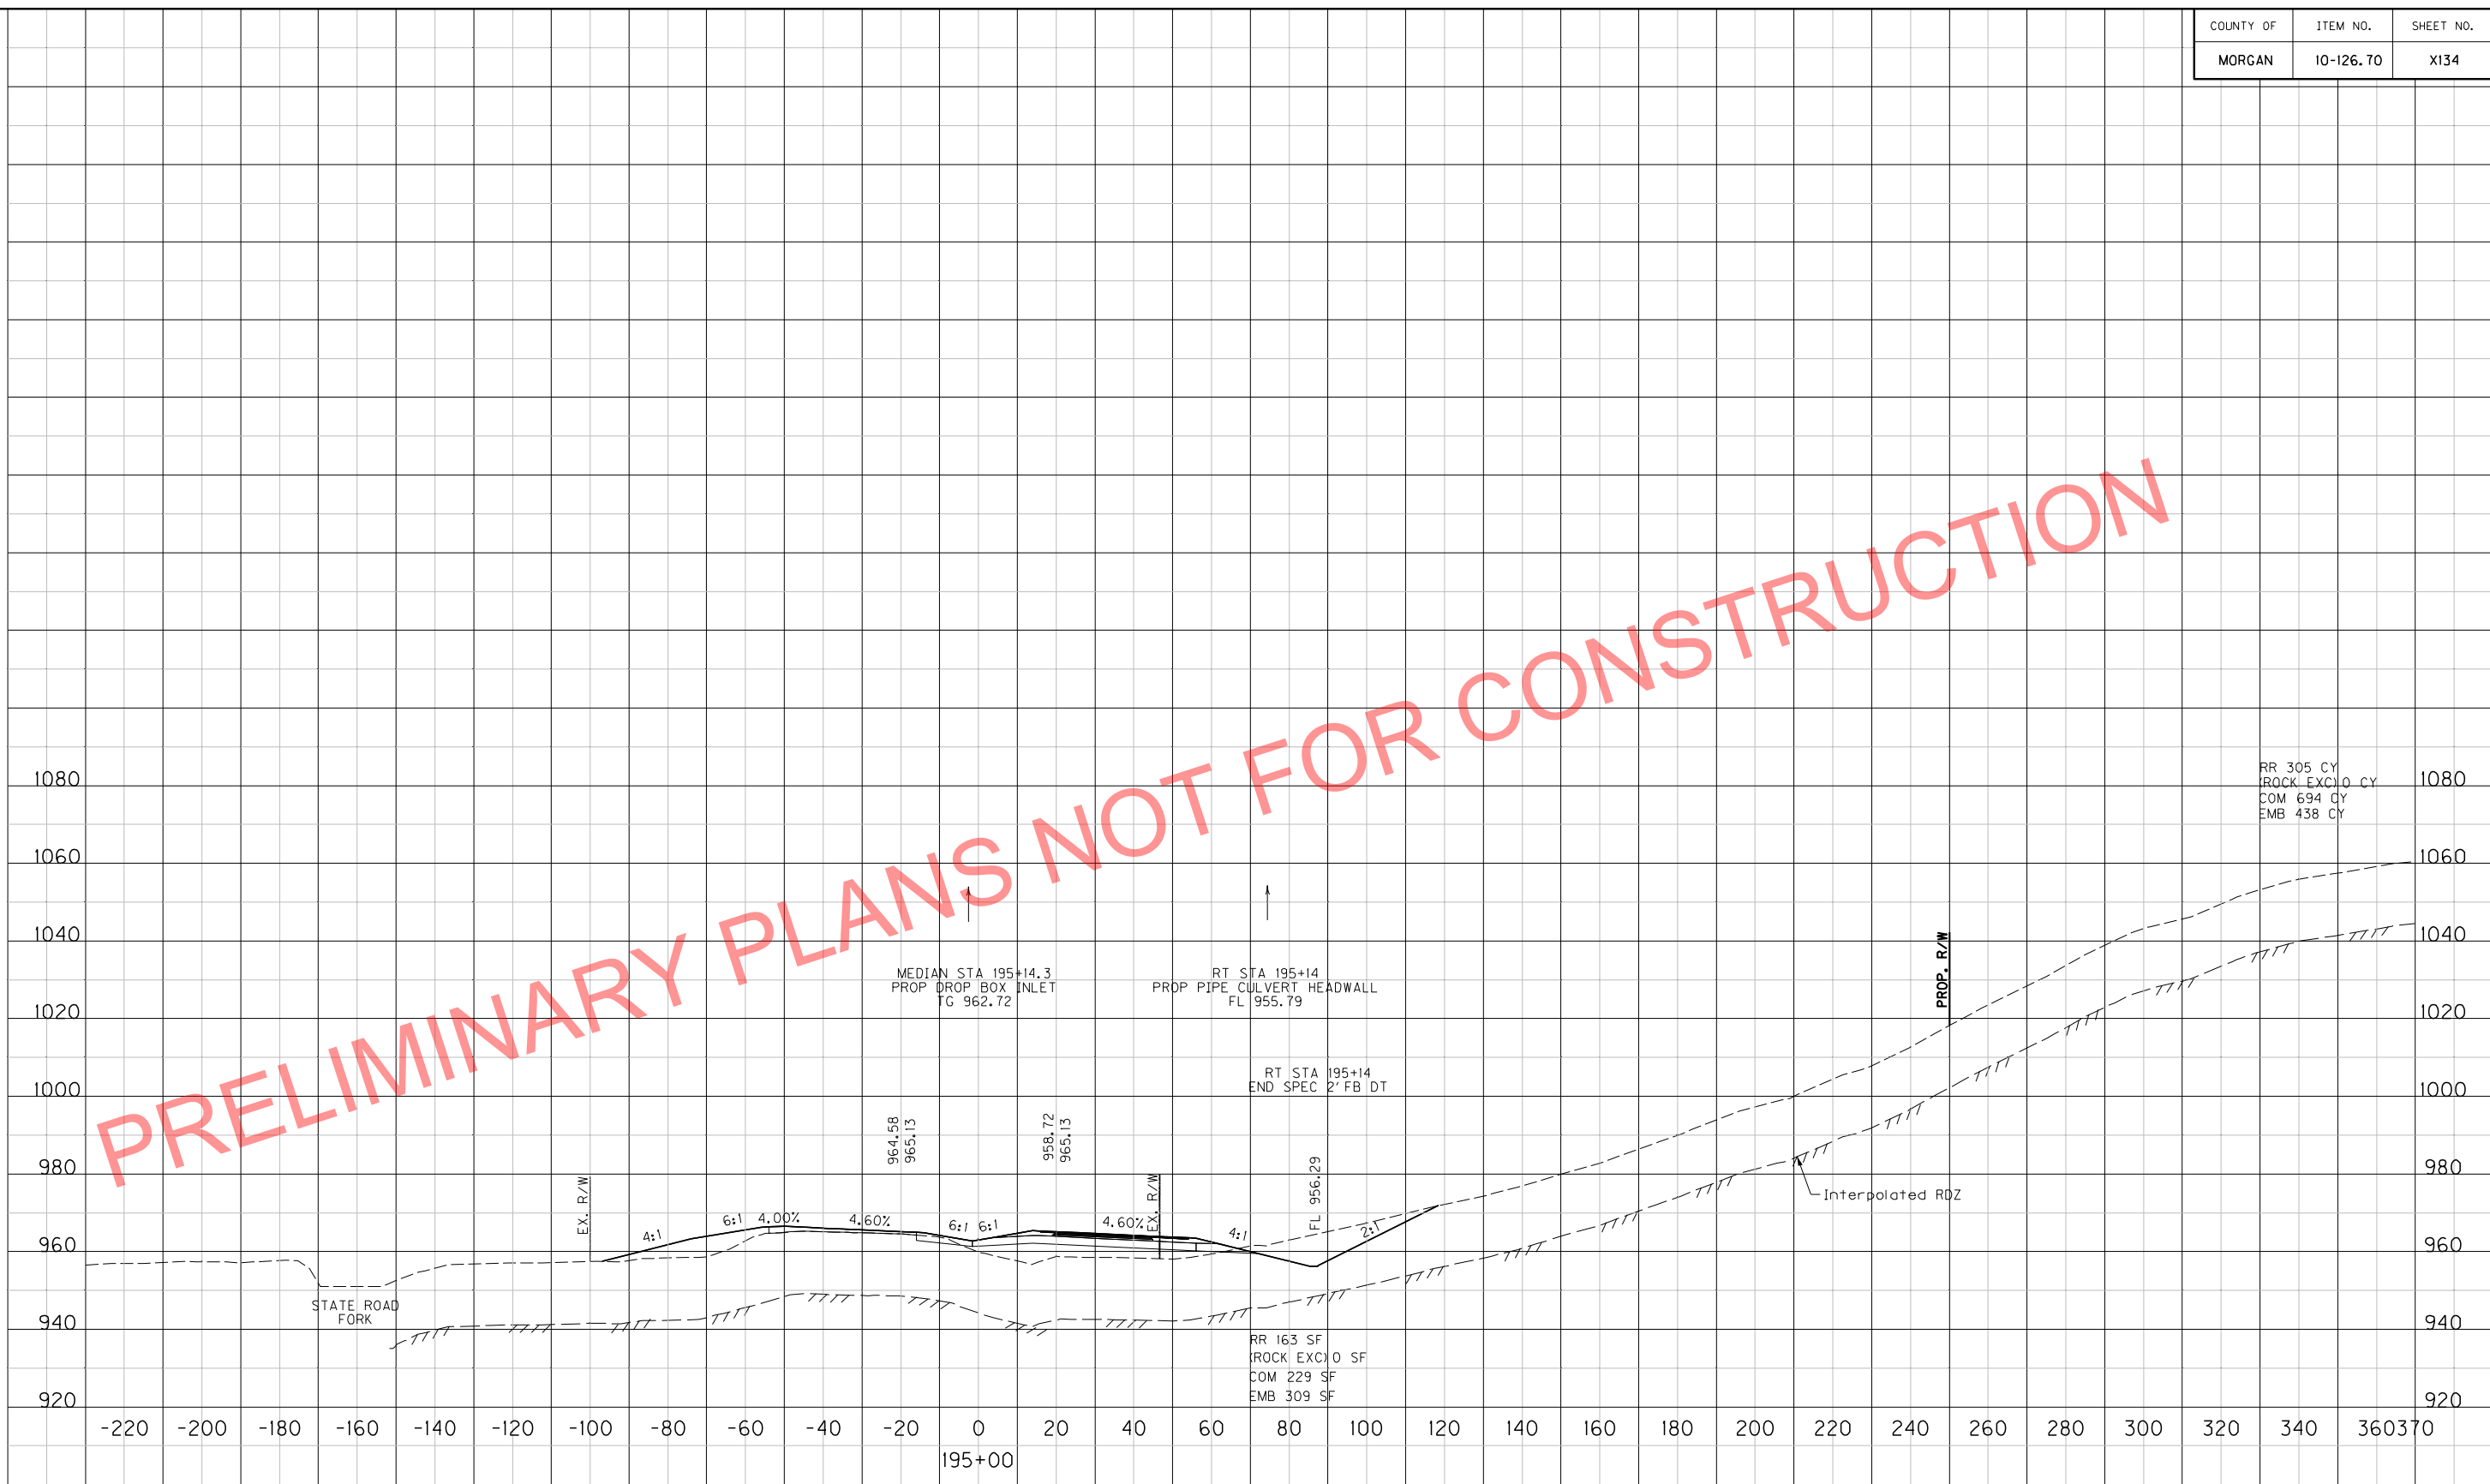 COUNTY OF ITEM NO. SHEET NO.
MORGAN 10-126.70 X134
PRELIMINARY PLANS NOT FOR CONSTRUCTION
1080 1080
RR 305 CY
(ROCK EXC) 0 CY
COM 694 CY
EMB 438 CY
1060 1060
1040 1040
PROP. R/W
MEDIAN STA 195+14.3
PROP DROP BOX INLET
TG 962.72
RT STA 195+14
PROP PIPE CULVERT HEADWALL
FL 955.79
1020 1020
RT STA 195+14
END SPEC 2' FB DT
1000 1000
964.58
965.13
958.72
965.13
980 980
EX. R/W
EX. R/W
FL 956.29
Interpolated RDZ
4:1 6:1 4.00% 4.60% 6:1 6:1 4.60% 4:1 2:1
960 960
STATE ROAD
FORK
940 940
RR 163 SF
(ROCK EXC) 0 SF
COM 229 SF
EMB 309 SF
920 920
-220 -200 -180 -160 -140 -120 -100 -80 -60 -40 -20 0 20 40 60 80 100 120 140 160 180 200 220 240 260 280 300 320 340 360 370
195+00